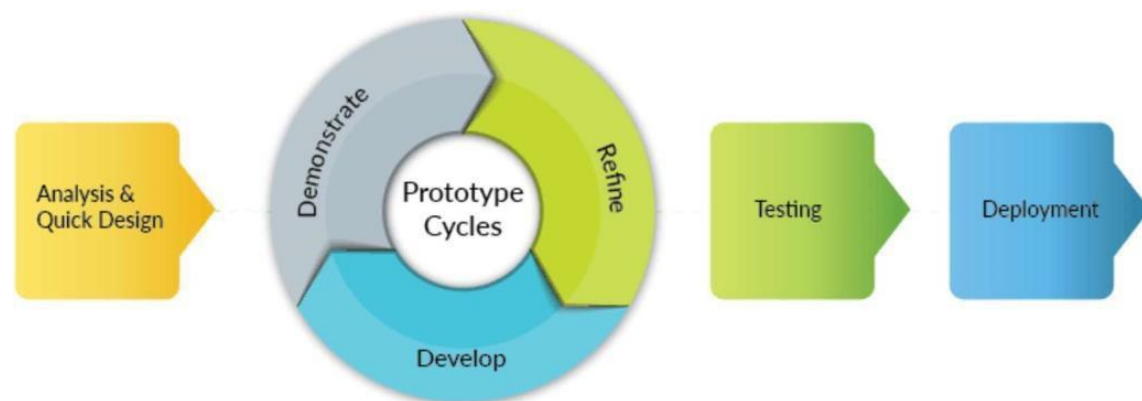 Analysis &
Quick Design
Demonstrate
Refine
Prototype
Cycles
Develop
Testing
Deployment